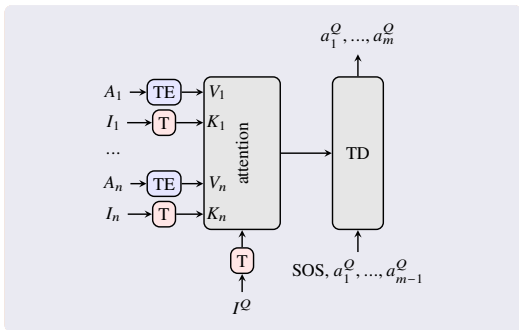 a_1^Q, ..., a_m^Q
A_1 TE V_1
I_1 T K_1
...
A_n TE V_n
I_n T K_n
attention
TD
T
I^Q
SOS, a_1^Q, ..., a_{m-1}^Q